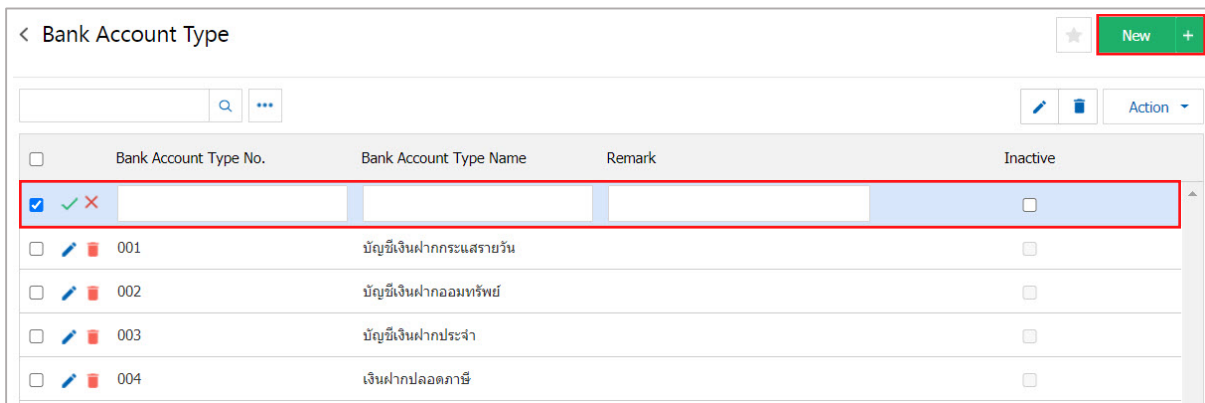 Bank Account Type
New +
Action
Bank Account Type No. Bank Account Type Name Remark Inactive
001 บัญชีเงินฝากกระแสรายวัน
002 บัญชีเงินฝากออมทรัพย์
003 บัญชีเงินฝากประจำ
004 เงินฝากปลอดภาษี